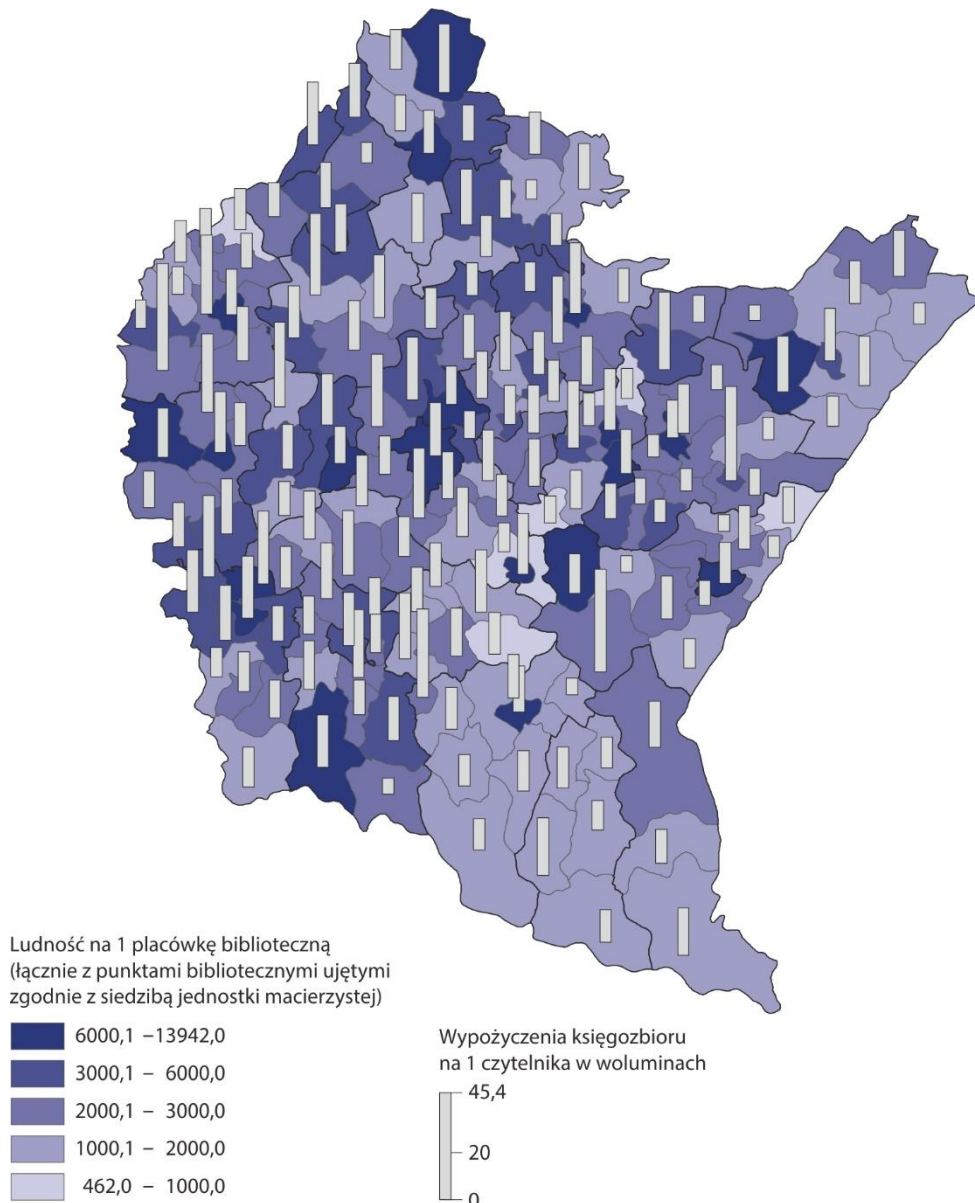 Ludność na 1 placówkę biblioteczną
(łącznie z punktami bibliotecznymi ujętymi
zgodnie z siedzibą jednostki macierzystej)
6000,1 –13942,0
3000,1 – 6000,0
2000,1 – 3000,0
1000,1 – 2000,0
462,0 – 1000,0
Wypożyczenia księgozbioru
na 1 czytelnika w woluminach
45,4
20
0